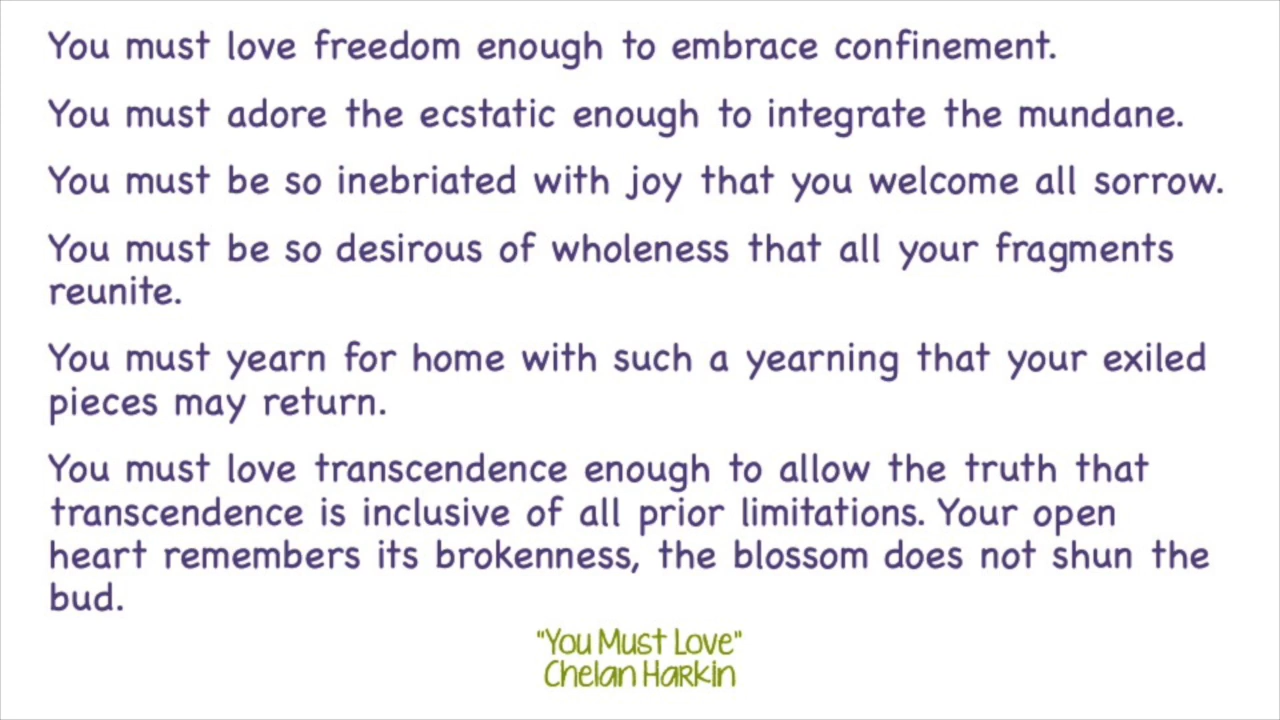 You must love freedom enough to embrace confinement.
You must adore the ecstatic enough to integrate the mundane.
You must be so inebriated with joy that you welcome all sorrow.
You must be so desirous of wholeness that all your fragments
reunite.
You must yearn for home with such a yearning that your exiled
pieces may return.
You must love transcendence enough to allow the truth that
transcendence is inclusive of all prior limitations. Your open
heart remembers its brokenness, the blossom does not shun the
bud.
"You Must Love"
Chelan Harkin